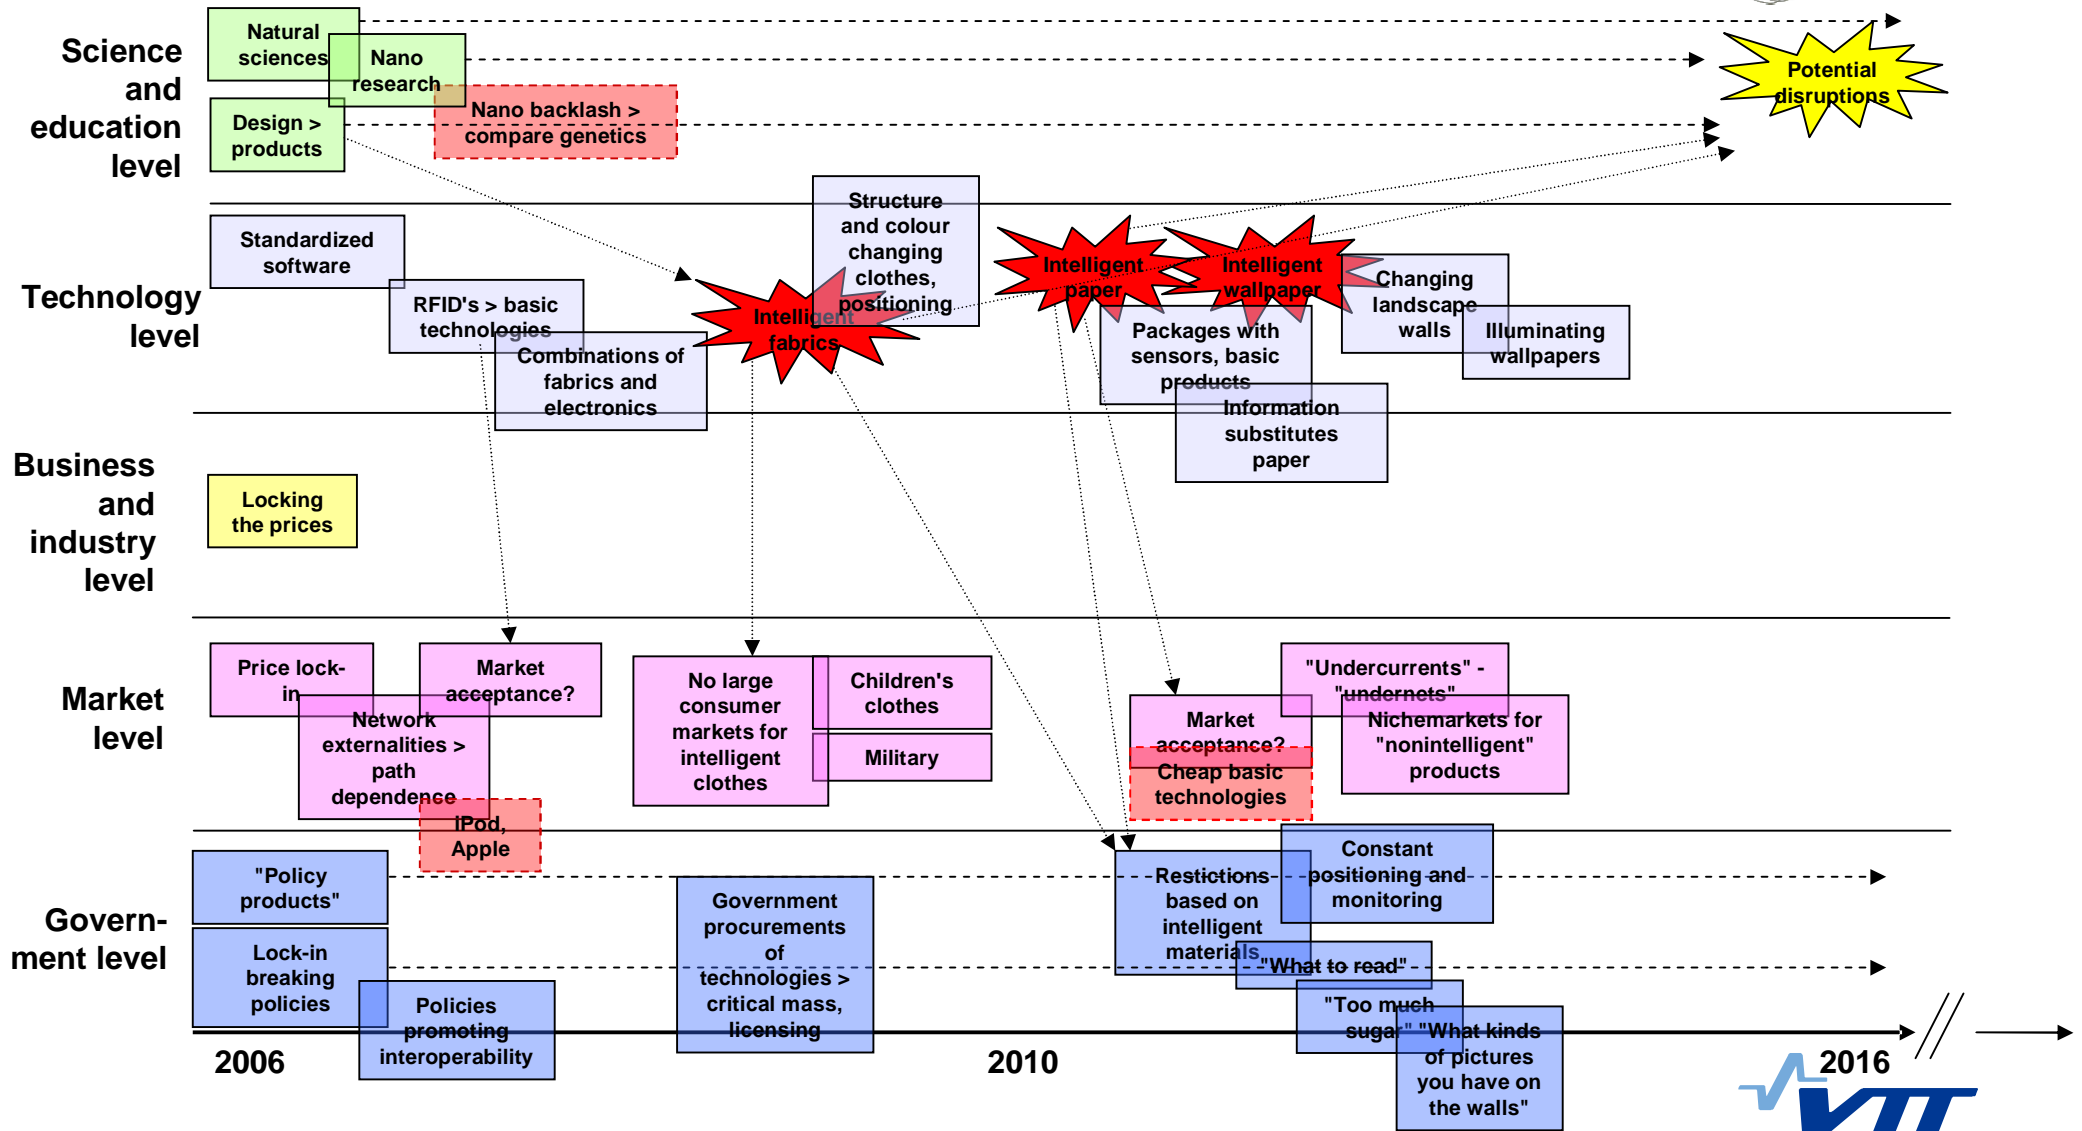 Science
and
education
level
Natural
sciences
Nano
research
Design >
products
Nano backlash >
compare genetics
Potential
disruptions
Technology
level
Standardized
software
RFID's > basic
technologies
Combinations of
fabrics and
electronics
Intelligent
fabrics
Structure
and colour
changing
clothes,
positioning
Intelligent
paper
Intelligent
wallpaper
Packages with
sensors, basic
products
Information
substitutes
paper
Changing
landscape
walls
Illuminating
wallpapers
Business
and
industry
level
Locking
the prices
Market
level
Price lock-
in
Network
externalities >
path
dependence
Market
acceptance?
iPod,
Apple
No large
consumer
markets for
intelligent
clothes
Children's
clothes
Military
Market
acceptance?
Cheap basic
technologies
"Undercurrents" -
"undernets"
Nichemarkets for
"nonintelligent"
products
Govern-
ment level
"Policy
products"
Lock-in
breaking
policies
Policies
promoting
interoperability
Government
procurements
of
technologies >
critical mass,
licensing
Restictions
based on
intelligent
materials
Constant
positioning and
monitoring
"What to read"
"Too much
sugar"
"What kinds
of pictures
you have on
the walls"
2006
2010
2016
VTT